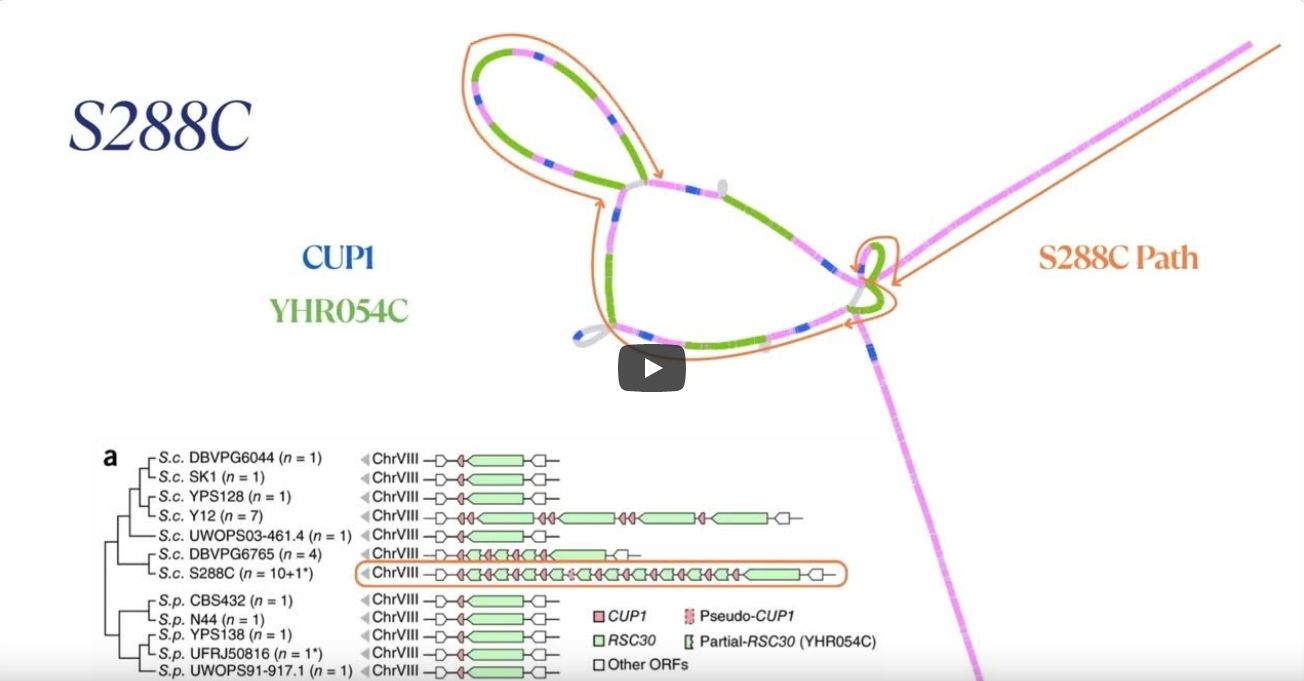 S288C
CUP1
YHR054C
S288C Path
a
S.c. DBVPG6044 (n = 1) ChrVIII
S.c. SK1 (n = 1) ChrVIII
S.c. YPS128 (n = 1) ChrVIII
S.c. Y12 (n = 7) ChrVIII
S.c. UWOPS03-461.4 (n = 1) ChrVIII
S.c. DBVPG6765 (n = 4) ChrVIII
S.c. S288C (n = 10+1*) ChrVIII
S.p. CBS432 (n = 1) ChrVIII
S.p. N44 (n = 1) ChrVIII
S.p. YPS138 (n = 1) ChrVIII
S.p. UFRJ50816 (n = 1*) ChrVIII
S.p. UWOPS91-917.1 (n = 1) ChrVIII
CUP1 Pseudo-CUP1
RSC30 Partial-RSC30 (YHR054C)
Other ORFs